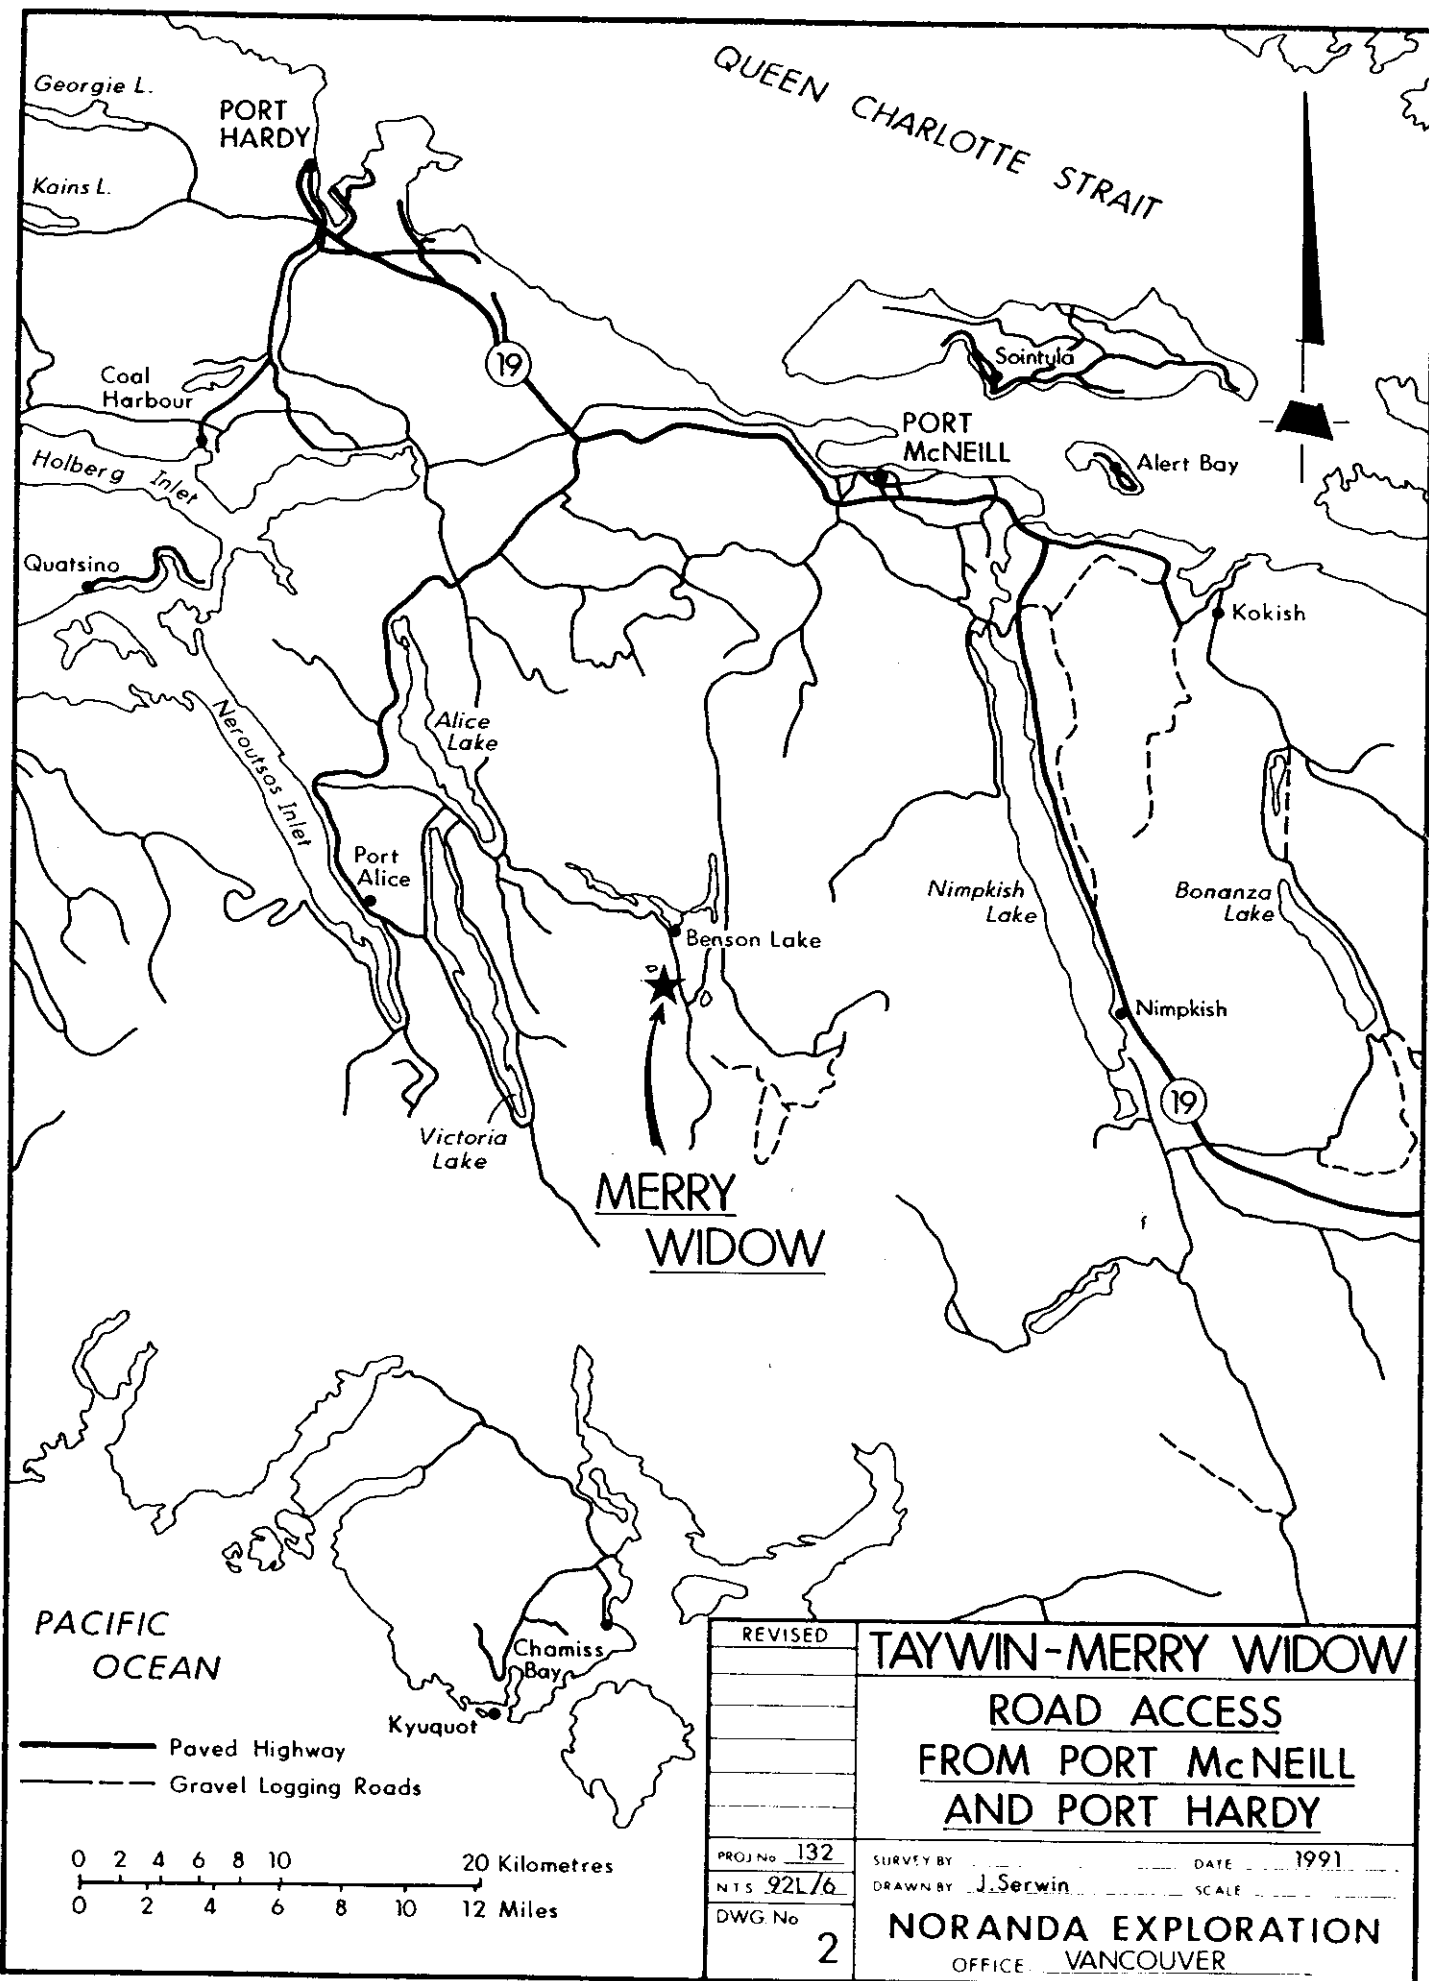 QUEEN CHARLOTTE STRAIT
Georgie L.
PORT
HARDY
Kains L.
19
Sointula
Coal
Harbour
PORT
McNEILL
Alert Bay
Holberg Inlet
Quatsino
Kokish
Neroutsos Inlet
Alice
Lake
Port
Alice
Nimpkish
Lake
Bonanza
Lake
Benson Lake
Nimpkish
19
Victoria
Lake
MERRY
WIDOW
PACIFIC
OCEAN
Chamiss
Bay
Kyuquot
Paved Highway
Gravel Logging Roads
0 2 4 6 8 10 20 Kilometres
0 2 4 6 8 10 12 Miles
REVISED
PROJ No 132
NTS 92L/6
DWG. No
2
TAYWIN-MERRY WIDOW
ROAD ACCESS
FROM PORT McNEILL
AND PORT HARDY
SURVEY BY DATE 1991
DRAWN BY J.Serwin SCALE
NORANDA EXPLORATION
OFFICE VANCOUVER